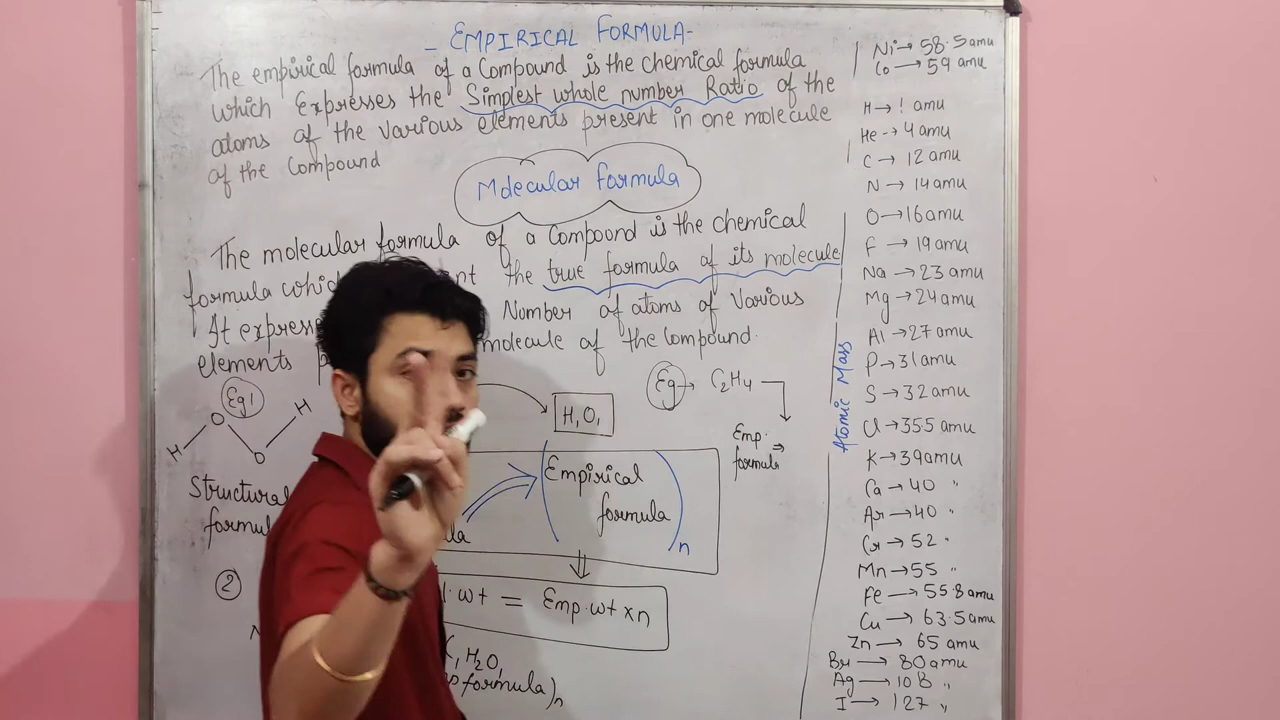 - EMPIRICAL FORMULA-
The empirical formula of a Compound is the chemical formula
which Expresses the Simplest whole number Ratio of the
atoms of the various elements present in one molecule
of the Compound
Molecular formula
The molecular formula of a Compound is the chemical
formula the true formula of its molecule
It Number of atoms of various
elements molecule of the Compound.
Eg1
H O O H
Structural
H1O1
Eg → C2H4
Emp. formula ⇒
(Empirical formula)n
2
wt = Emp. wt x n
H2O,
formula)n
Ni → 58.5 amu
Co → 59 amu
H → 1 amu
He → 4 amu
C → 12 amu
N → 14 amu
O → 16 amu
F → 19 amu
Na → 23 amu
Mg → 24 amu
Al → 27 amu
P → 31 amu
S → 32 amu
Cl → 35.5 amu
K → 39 amu
Ca → 40 "
Ar → 40 "
Cr → 52 "
Mn → 55 "
Fe → 55.8 amu
Cu → 63.5 amu
Zn → 65 amu
Br → 80 amu
Ag → 108 "
I → 127 "
Atomic Mass